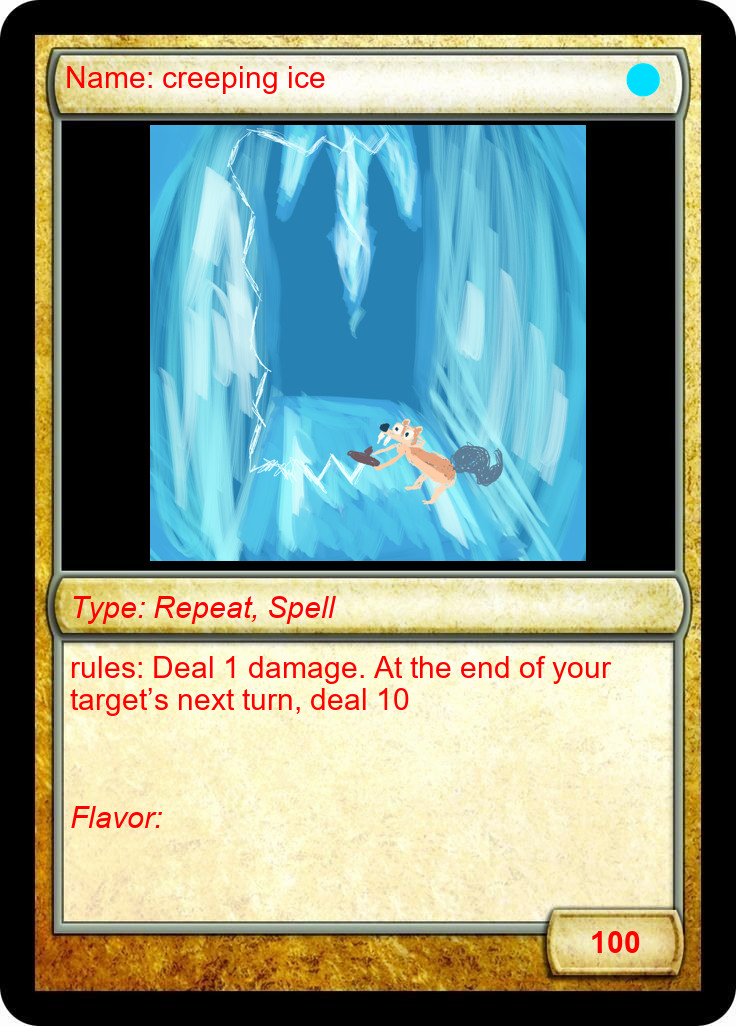 Name: creeping ice
Type: Repeat, Spell
rules: Deal 1 damage. At the end of your
target’s next turn, deal 10
Flavor:
100